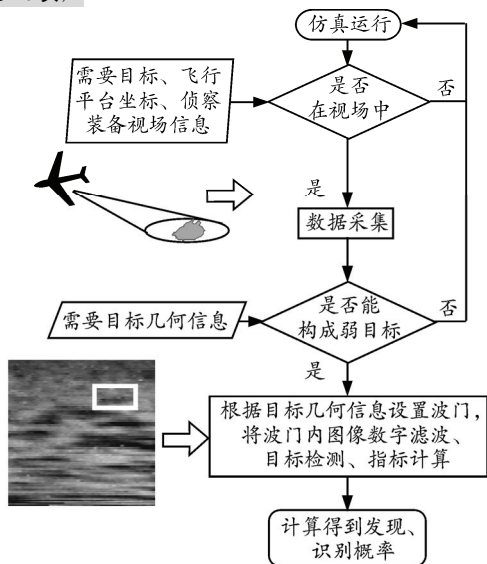 仿真运行
需要目标、飞行
平台坐标、侦察
装备视场信息
是否
在视场中
否
是
数据采集
需要目标几何信息
是否能
构成弱目标
否
是
根据目标几何信息设置波门，
将波门内图像数字滤波、
目标检测、指标计算
计算得到发现、
识别概率